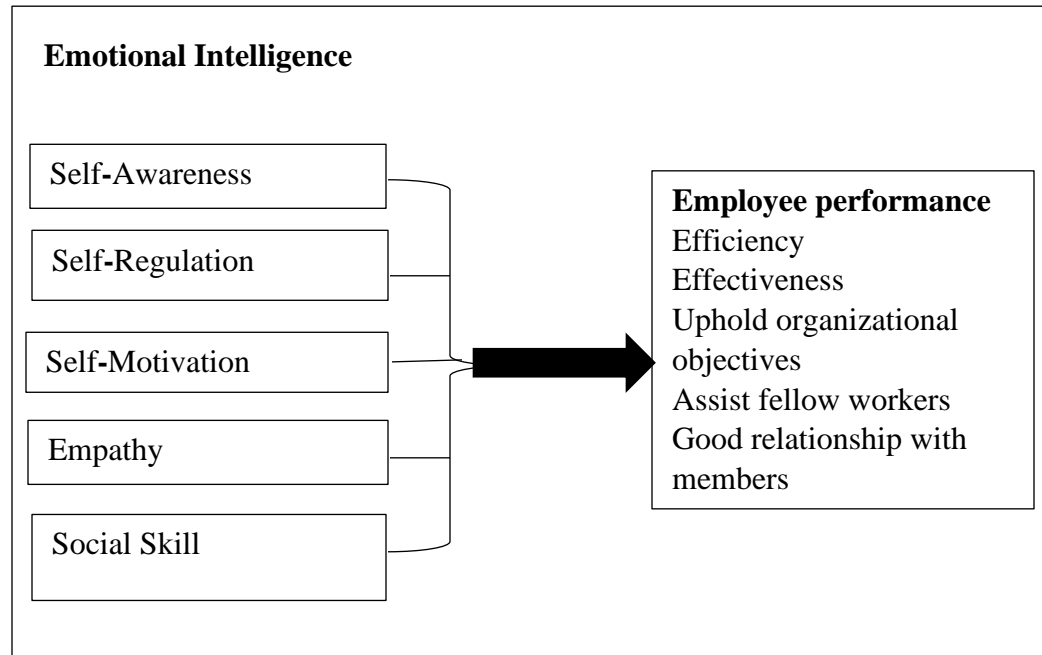 Emotional Intelligence
Self-Awareness
Self-Regulation
Self-Motivation
Empathy
Social Skill
Employee performance
Efficiency
Effectiveness
Uphold organizational
objectives
Assist fellow workers
Good relationship with
members